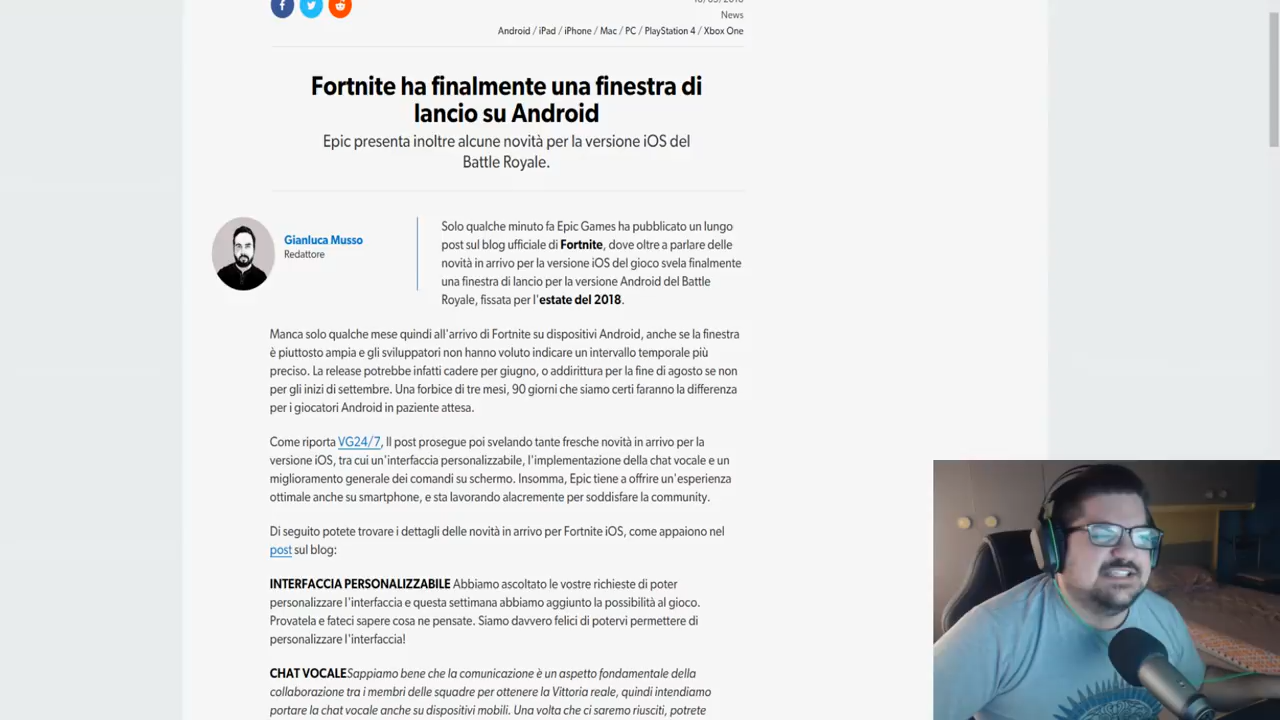 News
Android / iPad / iPhone / Mac / PC / PlayStation 4 / Xbox One
Fortnite ha finalmente una finestra di
lancio su Android
Epic presenta inoltre alcune novità per la versione iOS del
Battle Royale.
Gianluca Musso
Redattore
Solo qualche minuto fa Epic Games ha pubblicato un lungo
post sul blog ufficiale di Fortnite, dove oltre a parlare delle
novità in arrivo per la versione iOS del gioco svela finalmente
una finestra di lancio per la versione Android del Battle
Royale, fissata per l'estate del 2018.
Manca solo qualche mese quindi all'arrivo di Fortnite su dispositivi Android, anche se la finestra
è piuttosto ampia e gli sviluppatori non hanno voluto indicare un intervallo temporale più
preciso. La release potrebbe infatti cadere per giugno, o addirittura per la fine di agosto se non
per gli inizi di settembre. Una forbice di tre mesi, 90 giorni che siamo certi faranno la differenza
per i giocatori Android in paziente attesa.
Come riporta VG24/7, Il post prosegue poi svelando tante fresche novità in arrivo per la
versione iOS, tra cui un'interfaccia personalizzabile, l'implementazione della chat vocale e un
miglioramento generale dei comandi su schermo. Insomma, Epic tiene a offrire un'esperienza
ottimale anche su smartphone, e sta lavorando alacremente per soddisfare la community.
Di seguito potete trovare i dettagli delle novità in arrivo per Fortnite iOS, come appaiono nel
post sul blog:
INTERFACCIA PERSONALIZZABILE Abbiamo ascoltato le vostre richieste di poter
personalizzare l'interfaccia e questa settimana abbiamo aggiunto la possibilità al gioco.
Provatela e fateci sapere cosa ne pensate. Siamo davvero felici di potervi permettere di
personalizzare l'interfaccia!
CHAT VOCALESappiamo bene che la comunicazione è un aspetto fondamentale della
collaborazione tra i membri delle squadre per ottenere la Vittoria reale, quindi intendiamo
portare la chat vocale anche su dispositivi mobili. Una volta che ci saremo riusciti, potrete